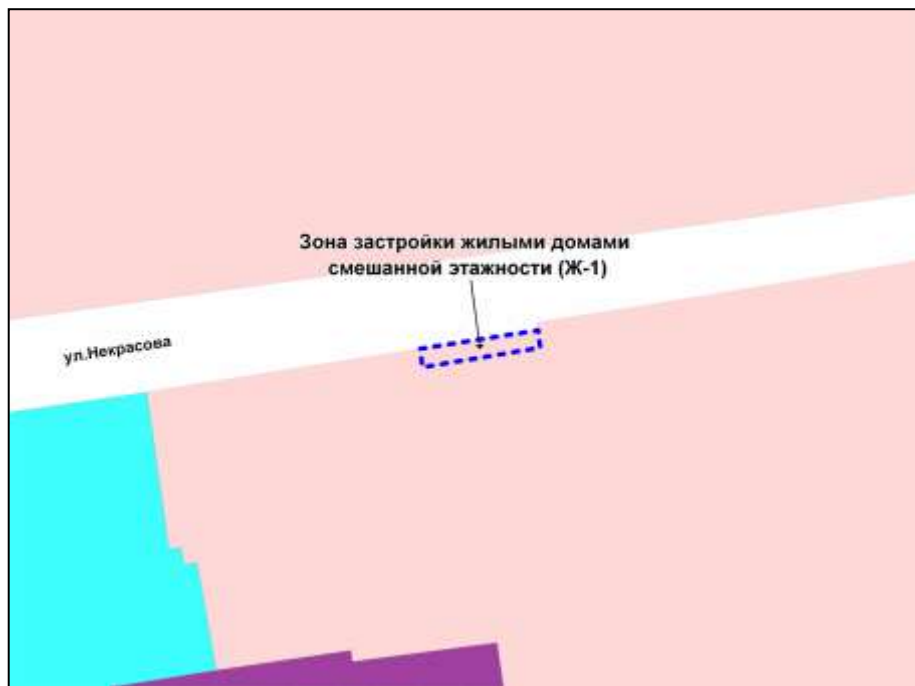 Зона застройки жилыми домами
смешанной этажности (Ж-1)
ул.Некрасова